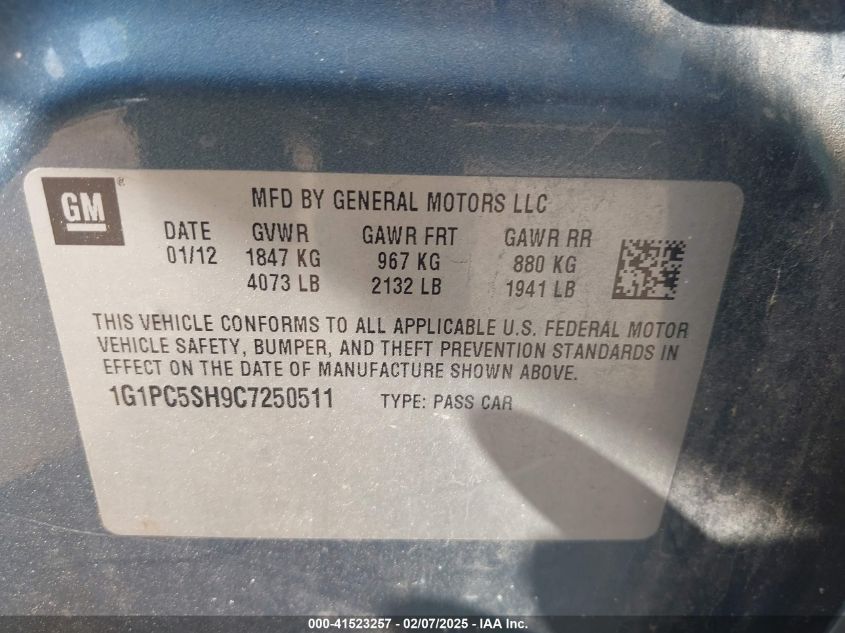 GM
MFD BY GENERAL MOTORS LLC
DATE GVWR GAWR FRT GAWR RR
01/12 1847 KG 967 KG 880 KG
4073 LB 2132 LB 1941 LB
THIS VEHICLE CONFORMS TO ALL APPLICABLE U.S. FEDERAL MOTOR
VEHICLE SAFETY, BUMPER, AND THEFT PREVENTION STANDARDS IN
EFFECT ON THE DATE OF MANUFACTURE SHOWN ABOVE.
1G1PC5SH9C7250511 TYPE: PASS CAR
000-41523257 - 02/07/2025 - IAA Inc.